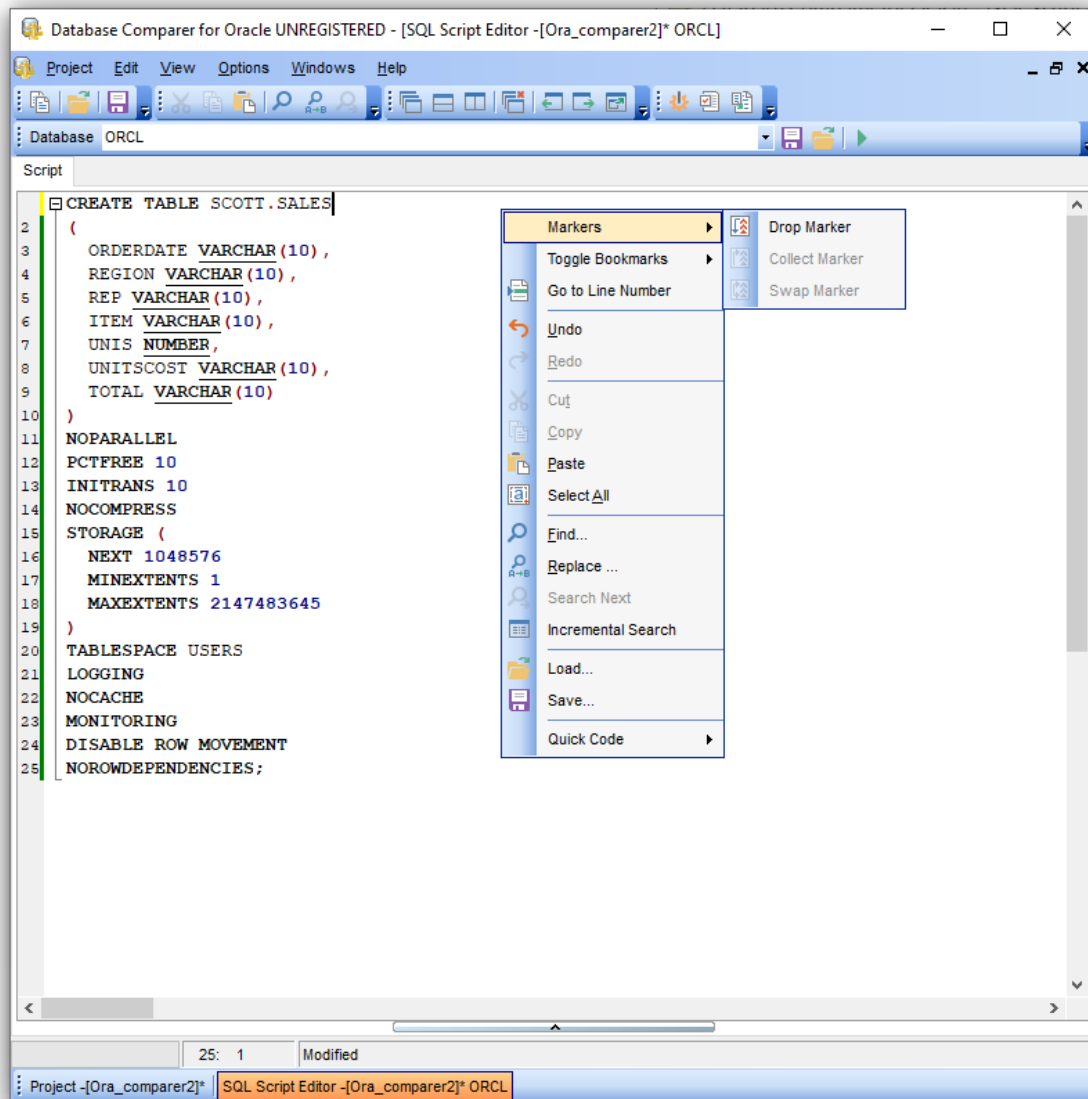 Database Comparer for Oracle UNREGISTERED - [SQL Script Editor -[Ora_comparer2]* ORCL]
Project Edit View Options Windows Help
Database ORCL
Script
CREATE TABLE SCOTT.SALES
2 (
3 ORDERDATE VARCHAR(10),
4 REGION VARCHAR(10),
5 REP VARCHAR(10),
6 ITEM VARCHAR(10),
7 UNIS NUMBER,
8 UNITSCOST VARCHAR(10),
9 TOTAL VARCHAR(10)
10 )
11 NOPARALLEL
12 PCTFREE 10
13 INITRANS 10
14 NOCOMPRESS
15 STORAGE (
16 NEXT 1048576
17 MINEXTENTS 1
18 MAXEXTENTS 2147483645
19 )
20 TABLESPACE USERS
21 LOGGING
22 NOCACHE
23 MONITORING
24 DISABLE ROW MOVEMENT
25 NOROWDEPENDENCIES;
Markers
Toggle Bookmarks
Go to Line Number
Undo
Redo
Cut
Copy
Paste
Select All
Find...
Replace ...
Search Next
Incremental Search
Load...
Save...
Quick Code
Drop Marker
Collect Marker
Swap Marker
25: 1 Modified
Project -[Ora_comparer2]* SQL Script Editor -[Ora_comparer2]* ORCL